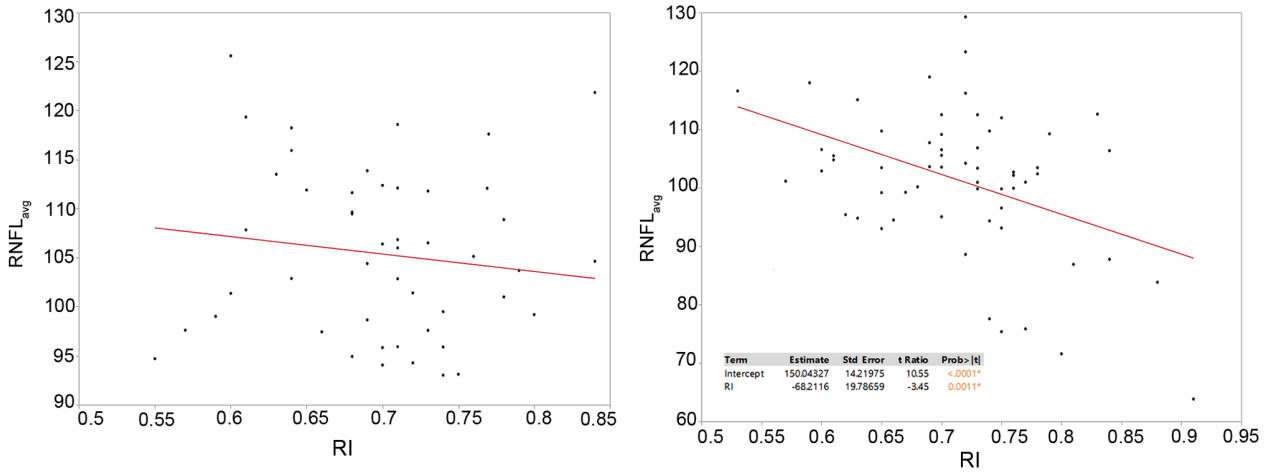 130
125
120
115
110
105
100
95
90
RNFLavg
0.5 0.55 0.6 0.65 0.7 0.75 0.8 0.85
RI
130
120
110
100
90
80
70
60
RNFLavg
Term Estimate Std Error t Ratio Prob>|t|
Intercept 150.04327 14.21975 10.55 <.0001*
RI -68.2116 19.78659 -3.45 0.0011*
0.5 0.55 0.6 0.65 0.7 0.75 0.8 0.85 0.9 0.95
RI